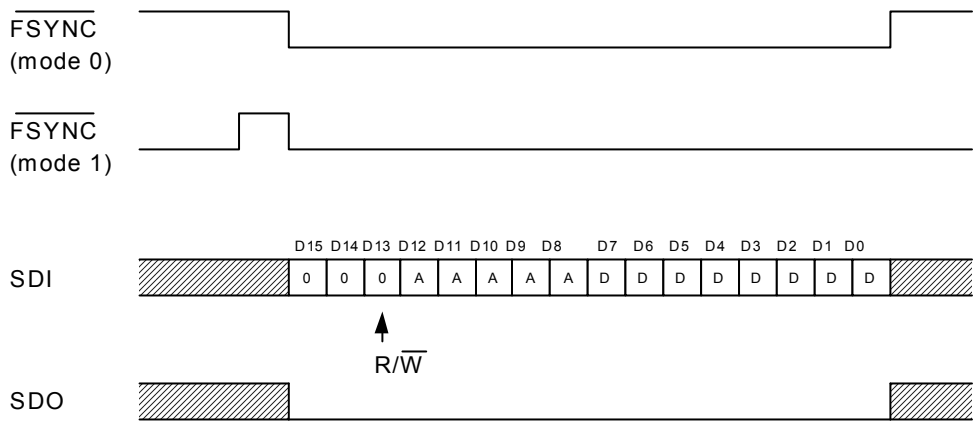 FSYNC
(mode 0)
FSYNC
(mode 1)
D15 D14 D13 D12 D11 D10 D9 D8 D7 D6 D5 D4 D3 D2 D1 D0
SDI 0 0 0 A A A A A D D D D D D D D
R/W
SDO